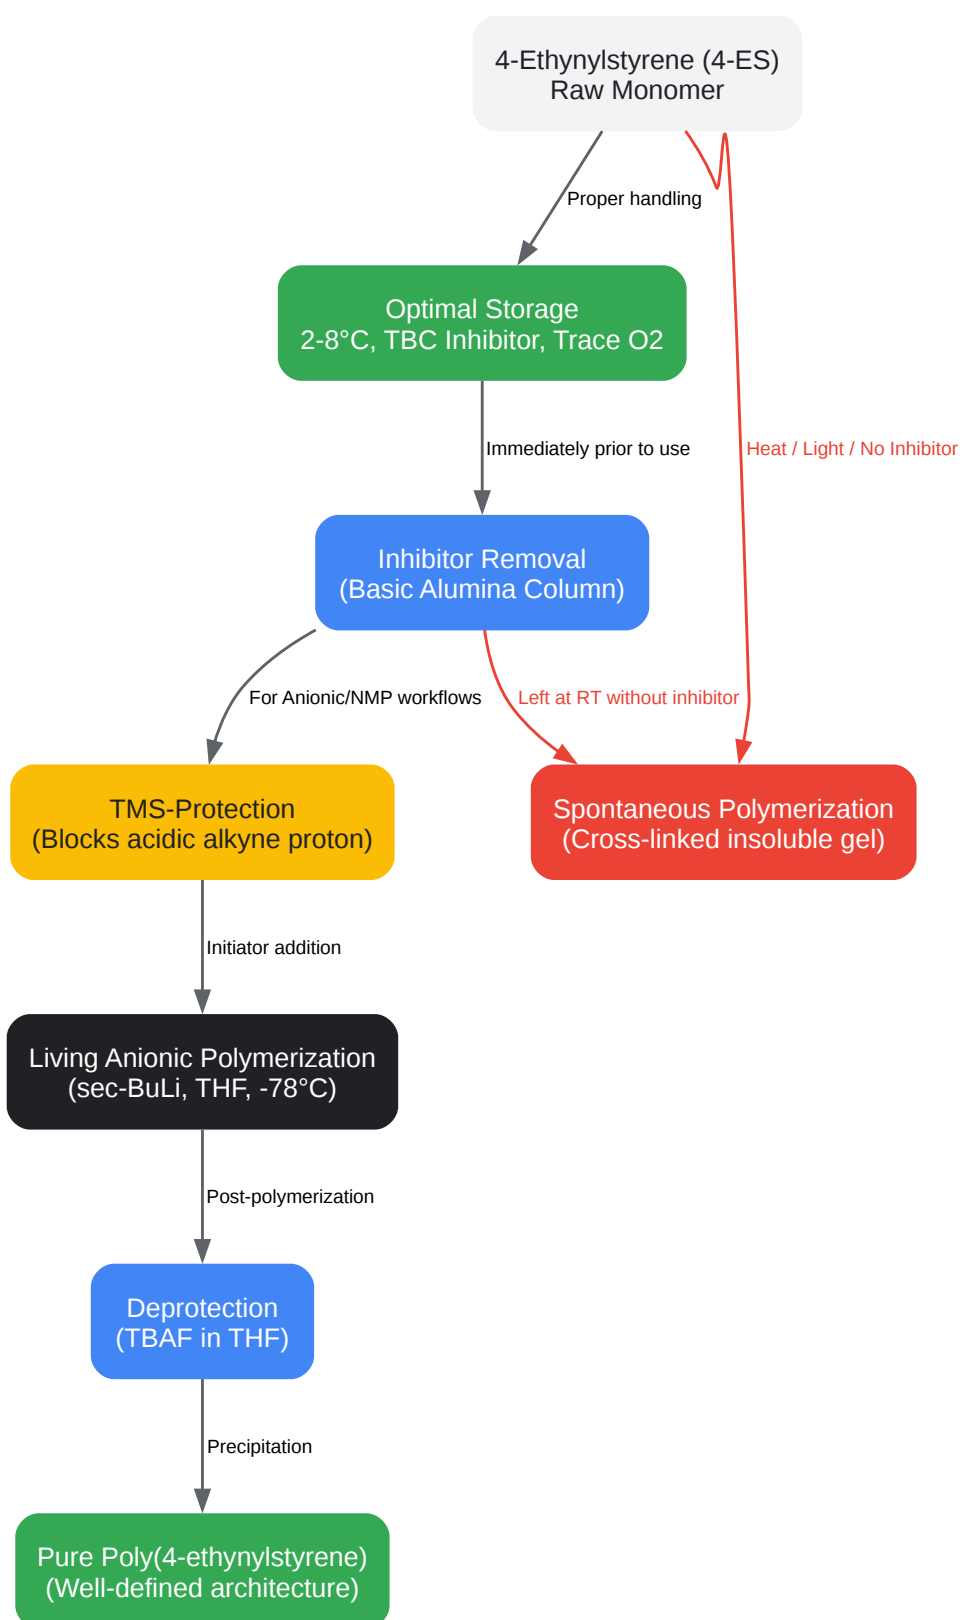 4-Ethynylstyrene (4-ES)
Raw Monomer
Proper handling
Optimal Storage
2-8°C, TBC Inhibitor, Trace O2
Immediately prior to use
Heat / Light / No Inhibitor
Inhibitor Removal
(Basic Alumina Column)
For Anionic/NMP workflows
Left at RT without inhibitor
TMS-Protection
(Blocks acidic alkyne proton)
Spontaneous Polymerization
(Cross-linked insoluble gel)
Initiator addition
Living Anionic Polymerization
(sec-BuLi, THF, -78°C)
Post-polymerization
Deprotection
(TBAF in THF)
Precipitation
Pure Poly(4-ethynylstyrene)
(Well-defined architecture)